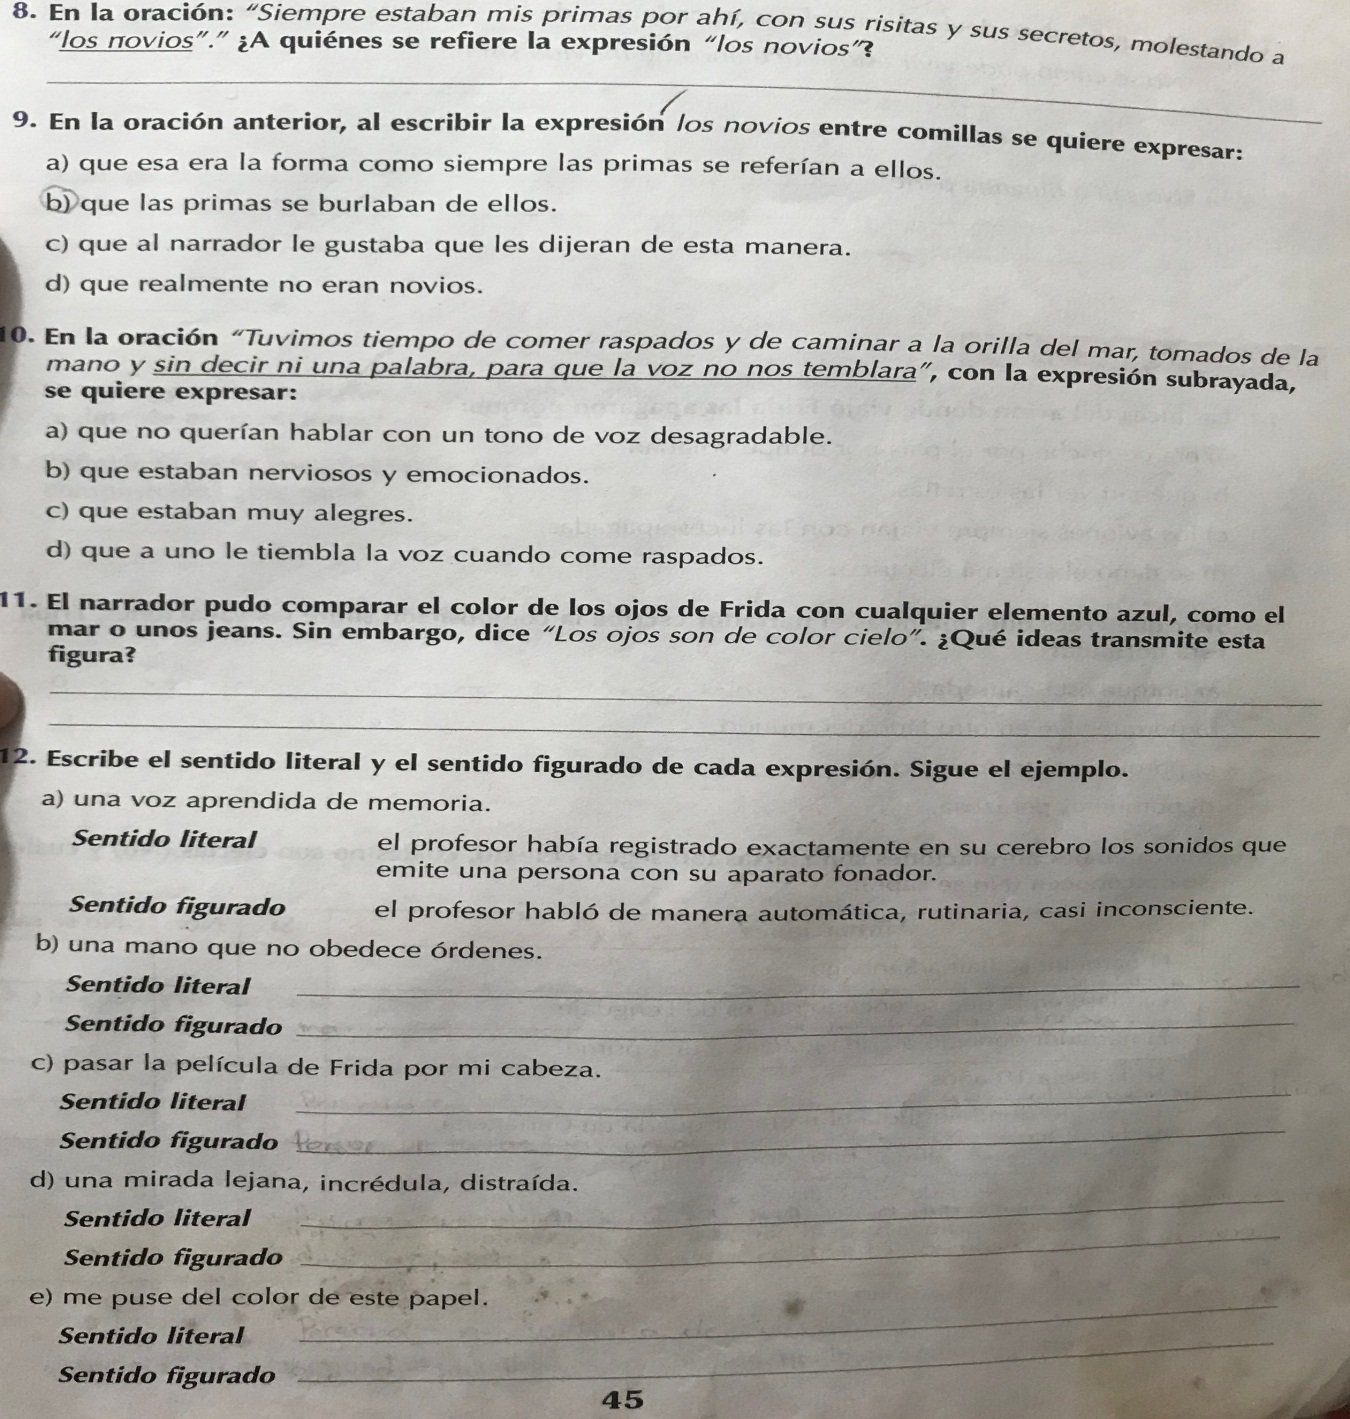 8. En la oración: “Siempre estaban mis primas por ahí, con sus risitas y sus secretos, molestando a
“los novios”.” ¿A quiénes se refiere la expresión “los novios”?
9. En la oración anterior, al escribir la expresión los novios entre comillas se quiere expresar:
a) que esa era la forma como siempre las primas se referían a ellos.
b) que las primas se burlaban de ellos.
c) que al narrador le gustaba que les dijeran de esta manera.
d) que realmente no eran novios.
10. En la oración “Tuvimos tiempo de comer raspados y de caminar a la orilla del mar, tomados de la
mano y sin decir ni una palabra, para que la voz no nos temblara”, con la expresión subrayada,
se quiere expresar:
a) que no querían hablar con un tono de voz desagradable.
b) que estaban nerviosos y emocionados.
c) que estaban muy alegres.
d) que a uno le tiembla la voz cuando come raspados.
11. El narrador pudo comparar el color de los ojos de Frida con cualquier elemento azul, como el
mar o unos jeans. Sin embargo, dice “Los ojos son de color cielo”. ¿Qué ideas transmite esta
figura?
12. Escribe el sentido literal y el sentido figurado de cada expresión. Sigue el ejemplo.
a) una voz aprendida de memoria.
Sentido literal el profesor había registrado exactamente en su cerebro los sonidos que
emite una persona con su aparato fonador.
Sentido figurado el profesor habló de manera automática, rutinaria, casi inconsciente.
b) una mano que no obedece órdenes.
Sentido literal
Sentido figurado
c) pasar la película de Frida por mi cabeza.
Sentido literal
Sentido figurado
d) una mirada lejana, incrédula, distraída.
Sentido literal
Sentido figurado
e) me puse del color de este papel.
Sentido literal
Sentido figurado
45